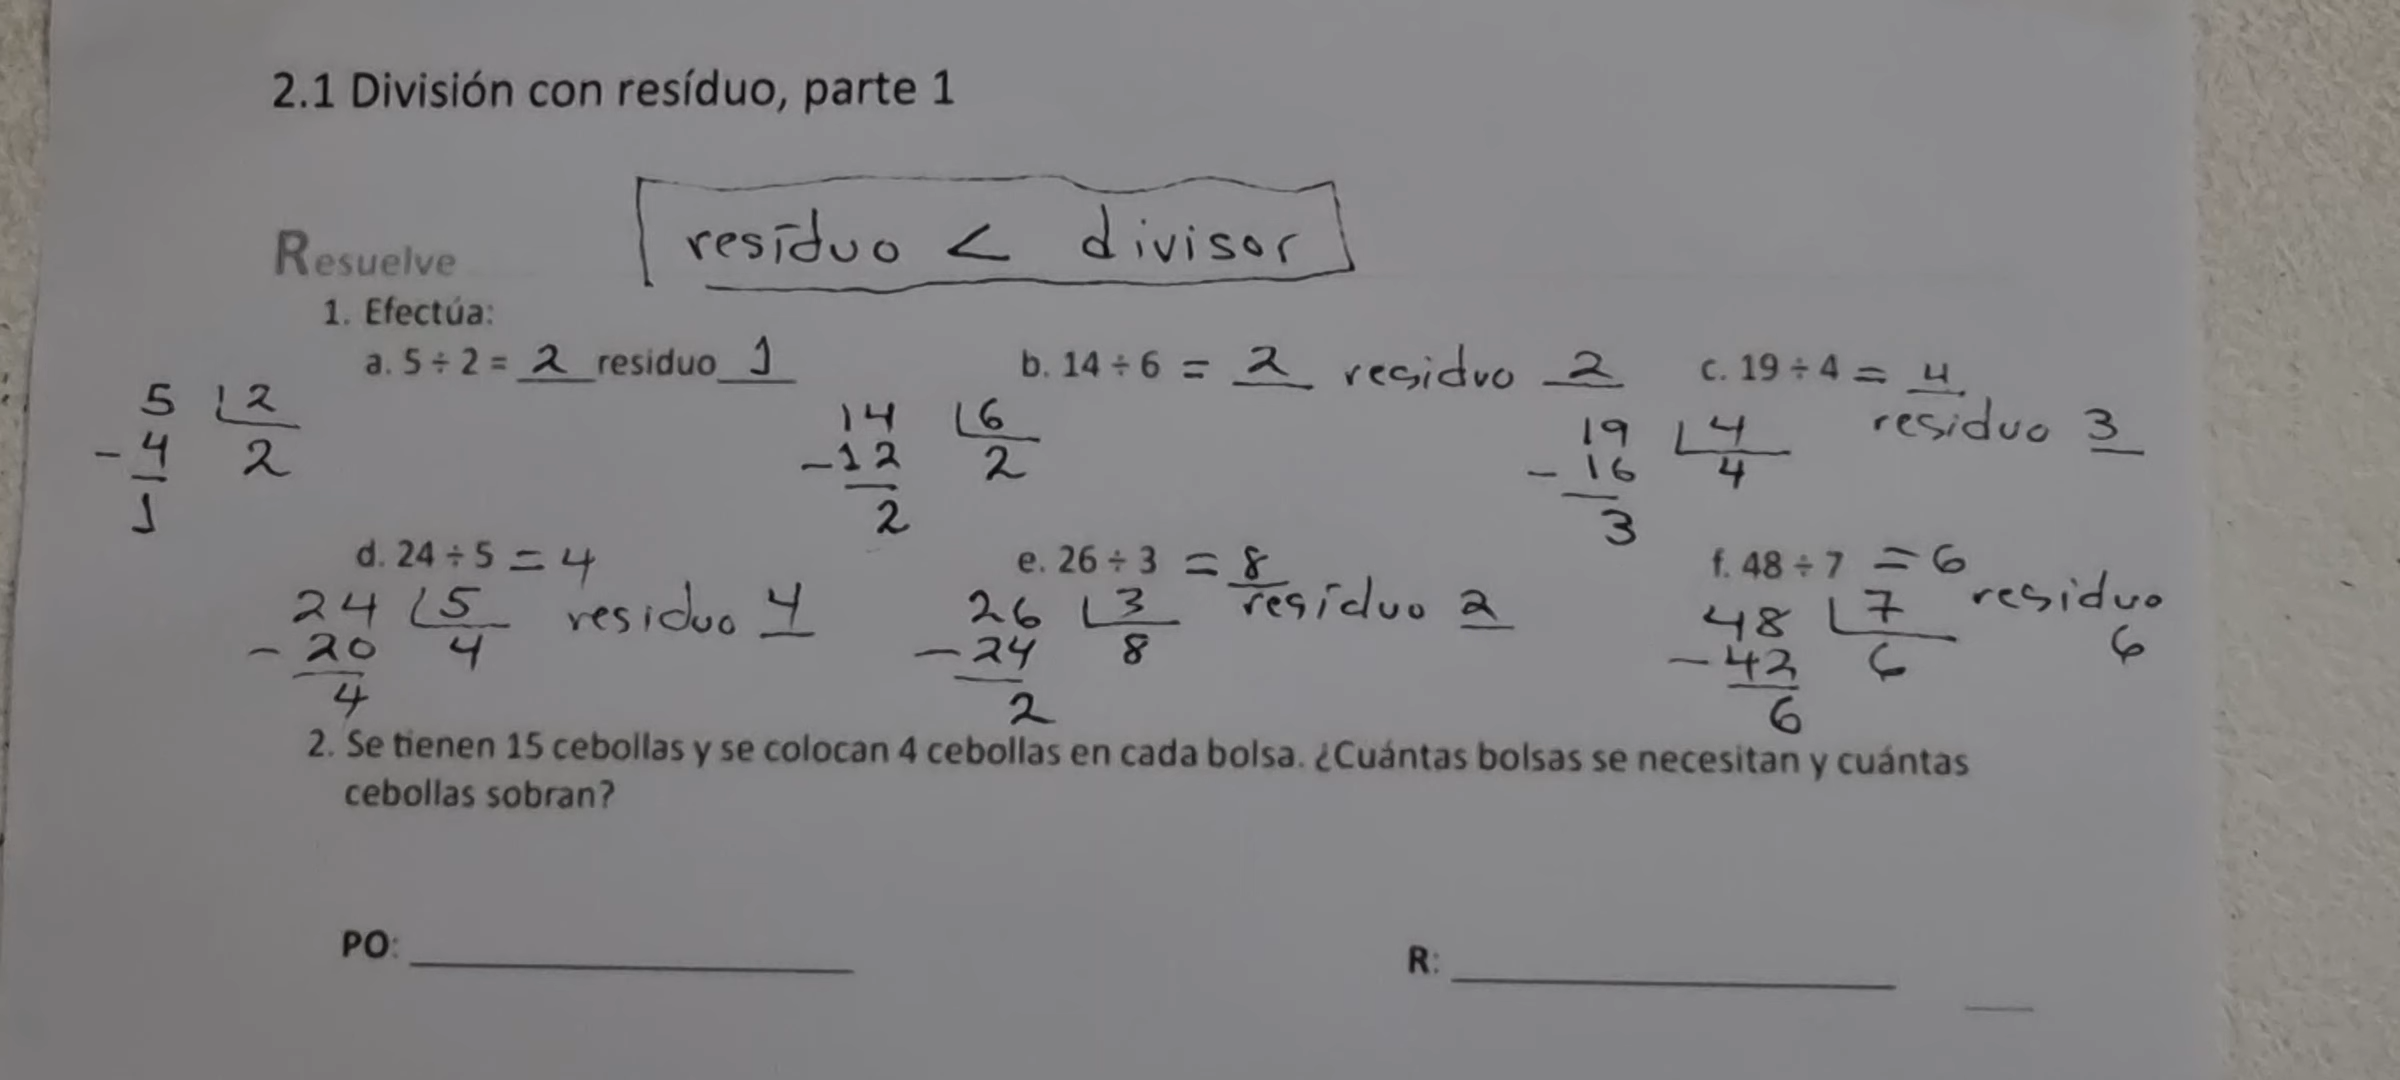 2.1 División con resíduo, parte 1
residuo < divisor
Resuelve
1. Efectúa:
a. 5 ÷ 2 = 2 residuo 1
b. 14 ÷ 6 = 2 residuo 2
c. 19 ÷ 4 = 4
residuo 3
5 2
- 4 2
1
14 6
- 12 2
2
19 4
- 16 4
3
d. 24 ÷ 5 = 4
residuo 4
e. 26 ÷ 3 = 8
residuo 2
f. 48 ÷ 7 = 6
residuo
6
24 5
- 20 4
4
26 3
- 24 8
2
48 7
- 42 6
6
2. Se tienen 15 cebollas y se colocan 4 cebollas en cada bolsa. ¿Cuántas bolsas se necesitan y cuántas
cebollas sobran?
PO: ____________ R: ____________